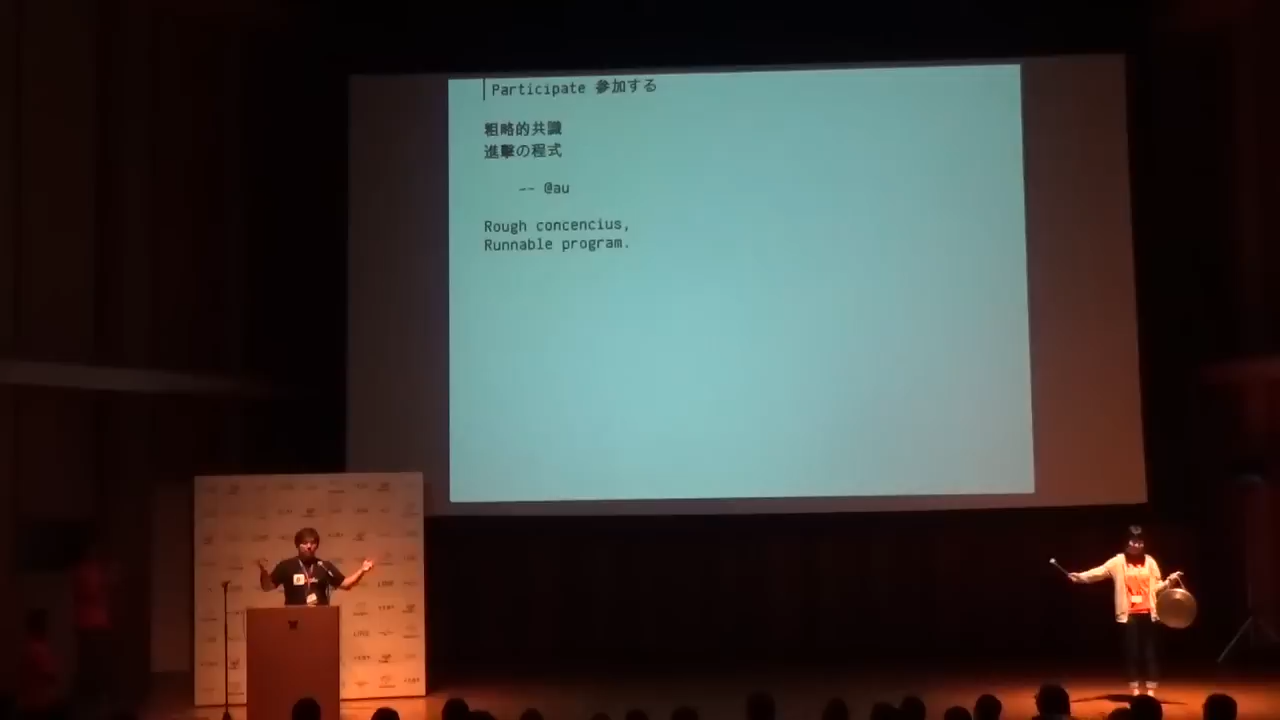 Participate 参加する
粗略的共識
進擊の程式
-- @au
Rough concencius,
Runnable program.